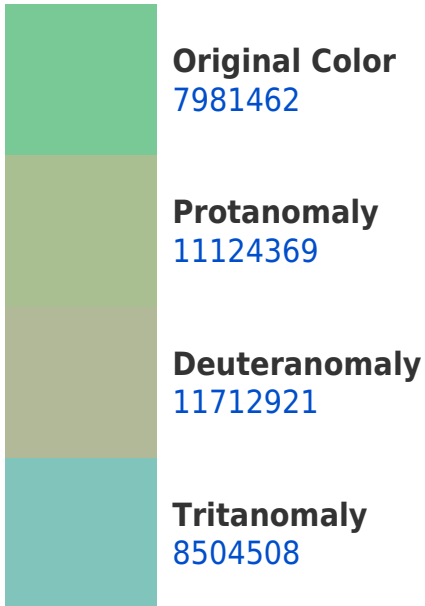 Original Color
7981462
Protanomaly
11124369
Deuteranomaly
11712921
Tritanomaly
8504508